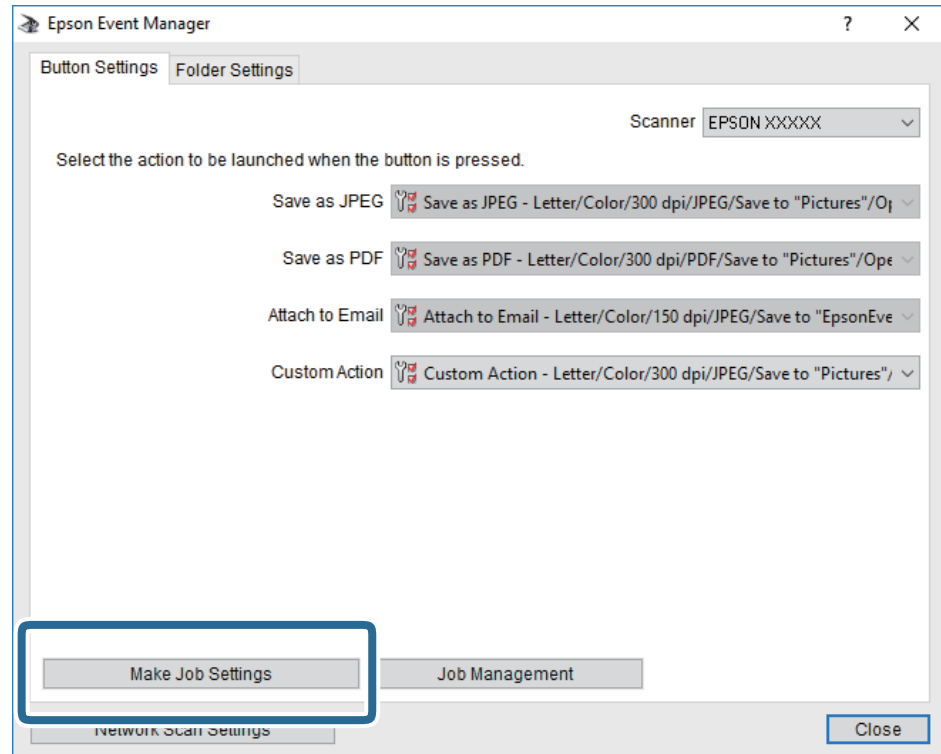 Epson Event Manager ? ×
Button Settings Folder Settings
Scanner EPSON XXXXX
Select the action to be launched when the button is pressed.
Save as JPEG Save as JPEG - Letter/Color/300 dpi/JPEG/Save to "Pictures"/Op
Save as PDF Save as PDF - Letter/Color/300 dpi/PDF/Save to "Pictures"/Ope
Attach to Email Attach to Email - Letter/Color/150 dpi/JPEG/Save to "EpsonEve
Custom Action Custom Action - Letter/Color/300 dpi/JPEG/Save to "Pictures"/
Make Job Settings Job Management
Network Scan Settings Close